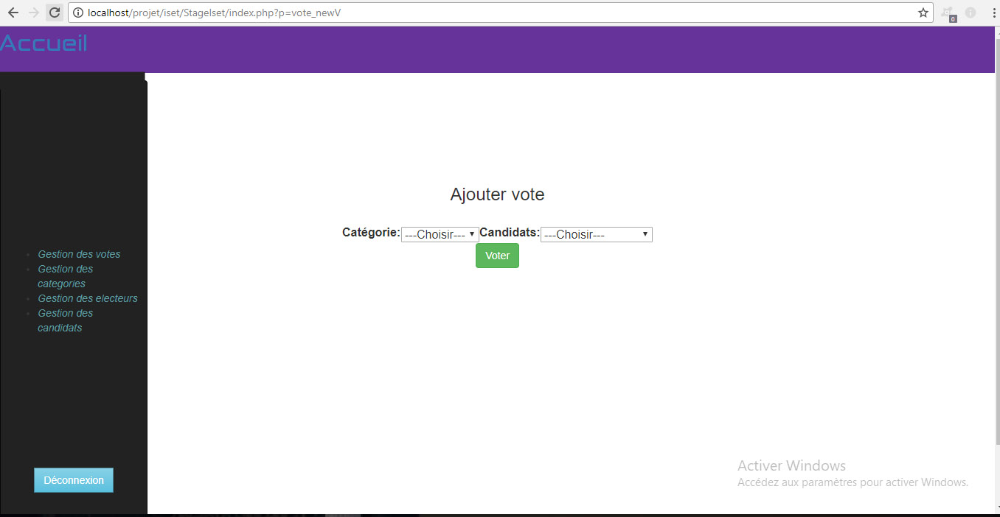 localhost/projet/iset/StageIset/index.php?p=vote_newV
0
Accueil
Ajouter vote
Catégorie: ---Choisir--- Candidats: ---Choisir---
Voter
Gestion des votes
Gestion des
categories
Gestion des electeurs
Gestion des
candidats
Déconnexion
Activer Windows
Accédez aux paramètres pour activer Windows.